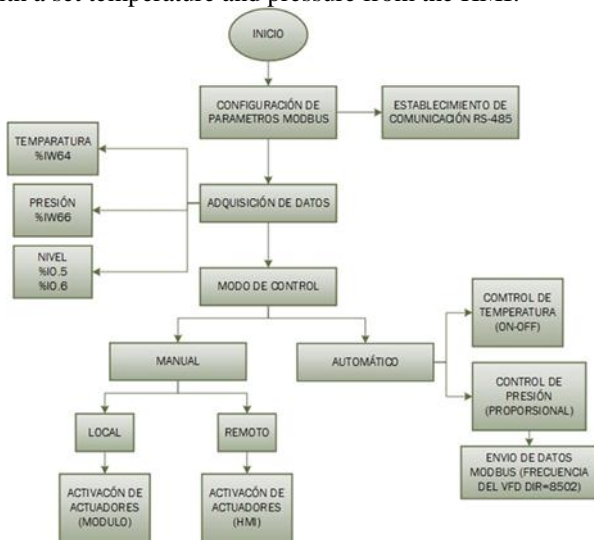 a set temperature and pressure from the HMI.
INICIO
CONFIGURACIÓN DE
PARAMETROS MODBUS
ESTABLECIMIENTO DE
COMUNICACIÓN RS-485
TEMPARATURA
%IW64
PRESIÓN
%IW66
NIVEL
%I0.5
%I0.6
ADQUISICIÓN DE DATOS
MODO DE CONTROL
MANUAL
AUTOMÁTICO
COMTROL DE
TEMPERATURA
(ON-OFF)
CONTROL DE
PRESIÓN
(PROPORSIONAL)
ENVIO DE DATOS
MODBUS (FRECUENCIA
DEL VFD DIR=8502)
LOCAL
REMOTO
ACTIVACÓN DE
ACTUADORES
(MODULO)
ACTIVACÓN DE
ACTUADORES
(HMI)